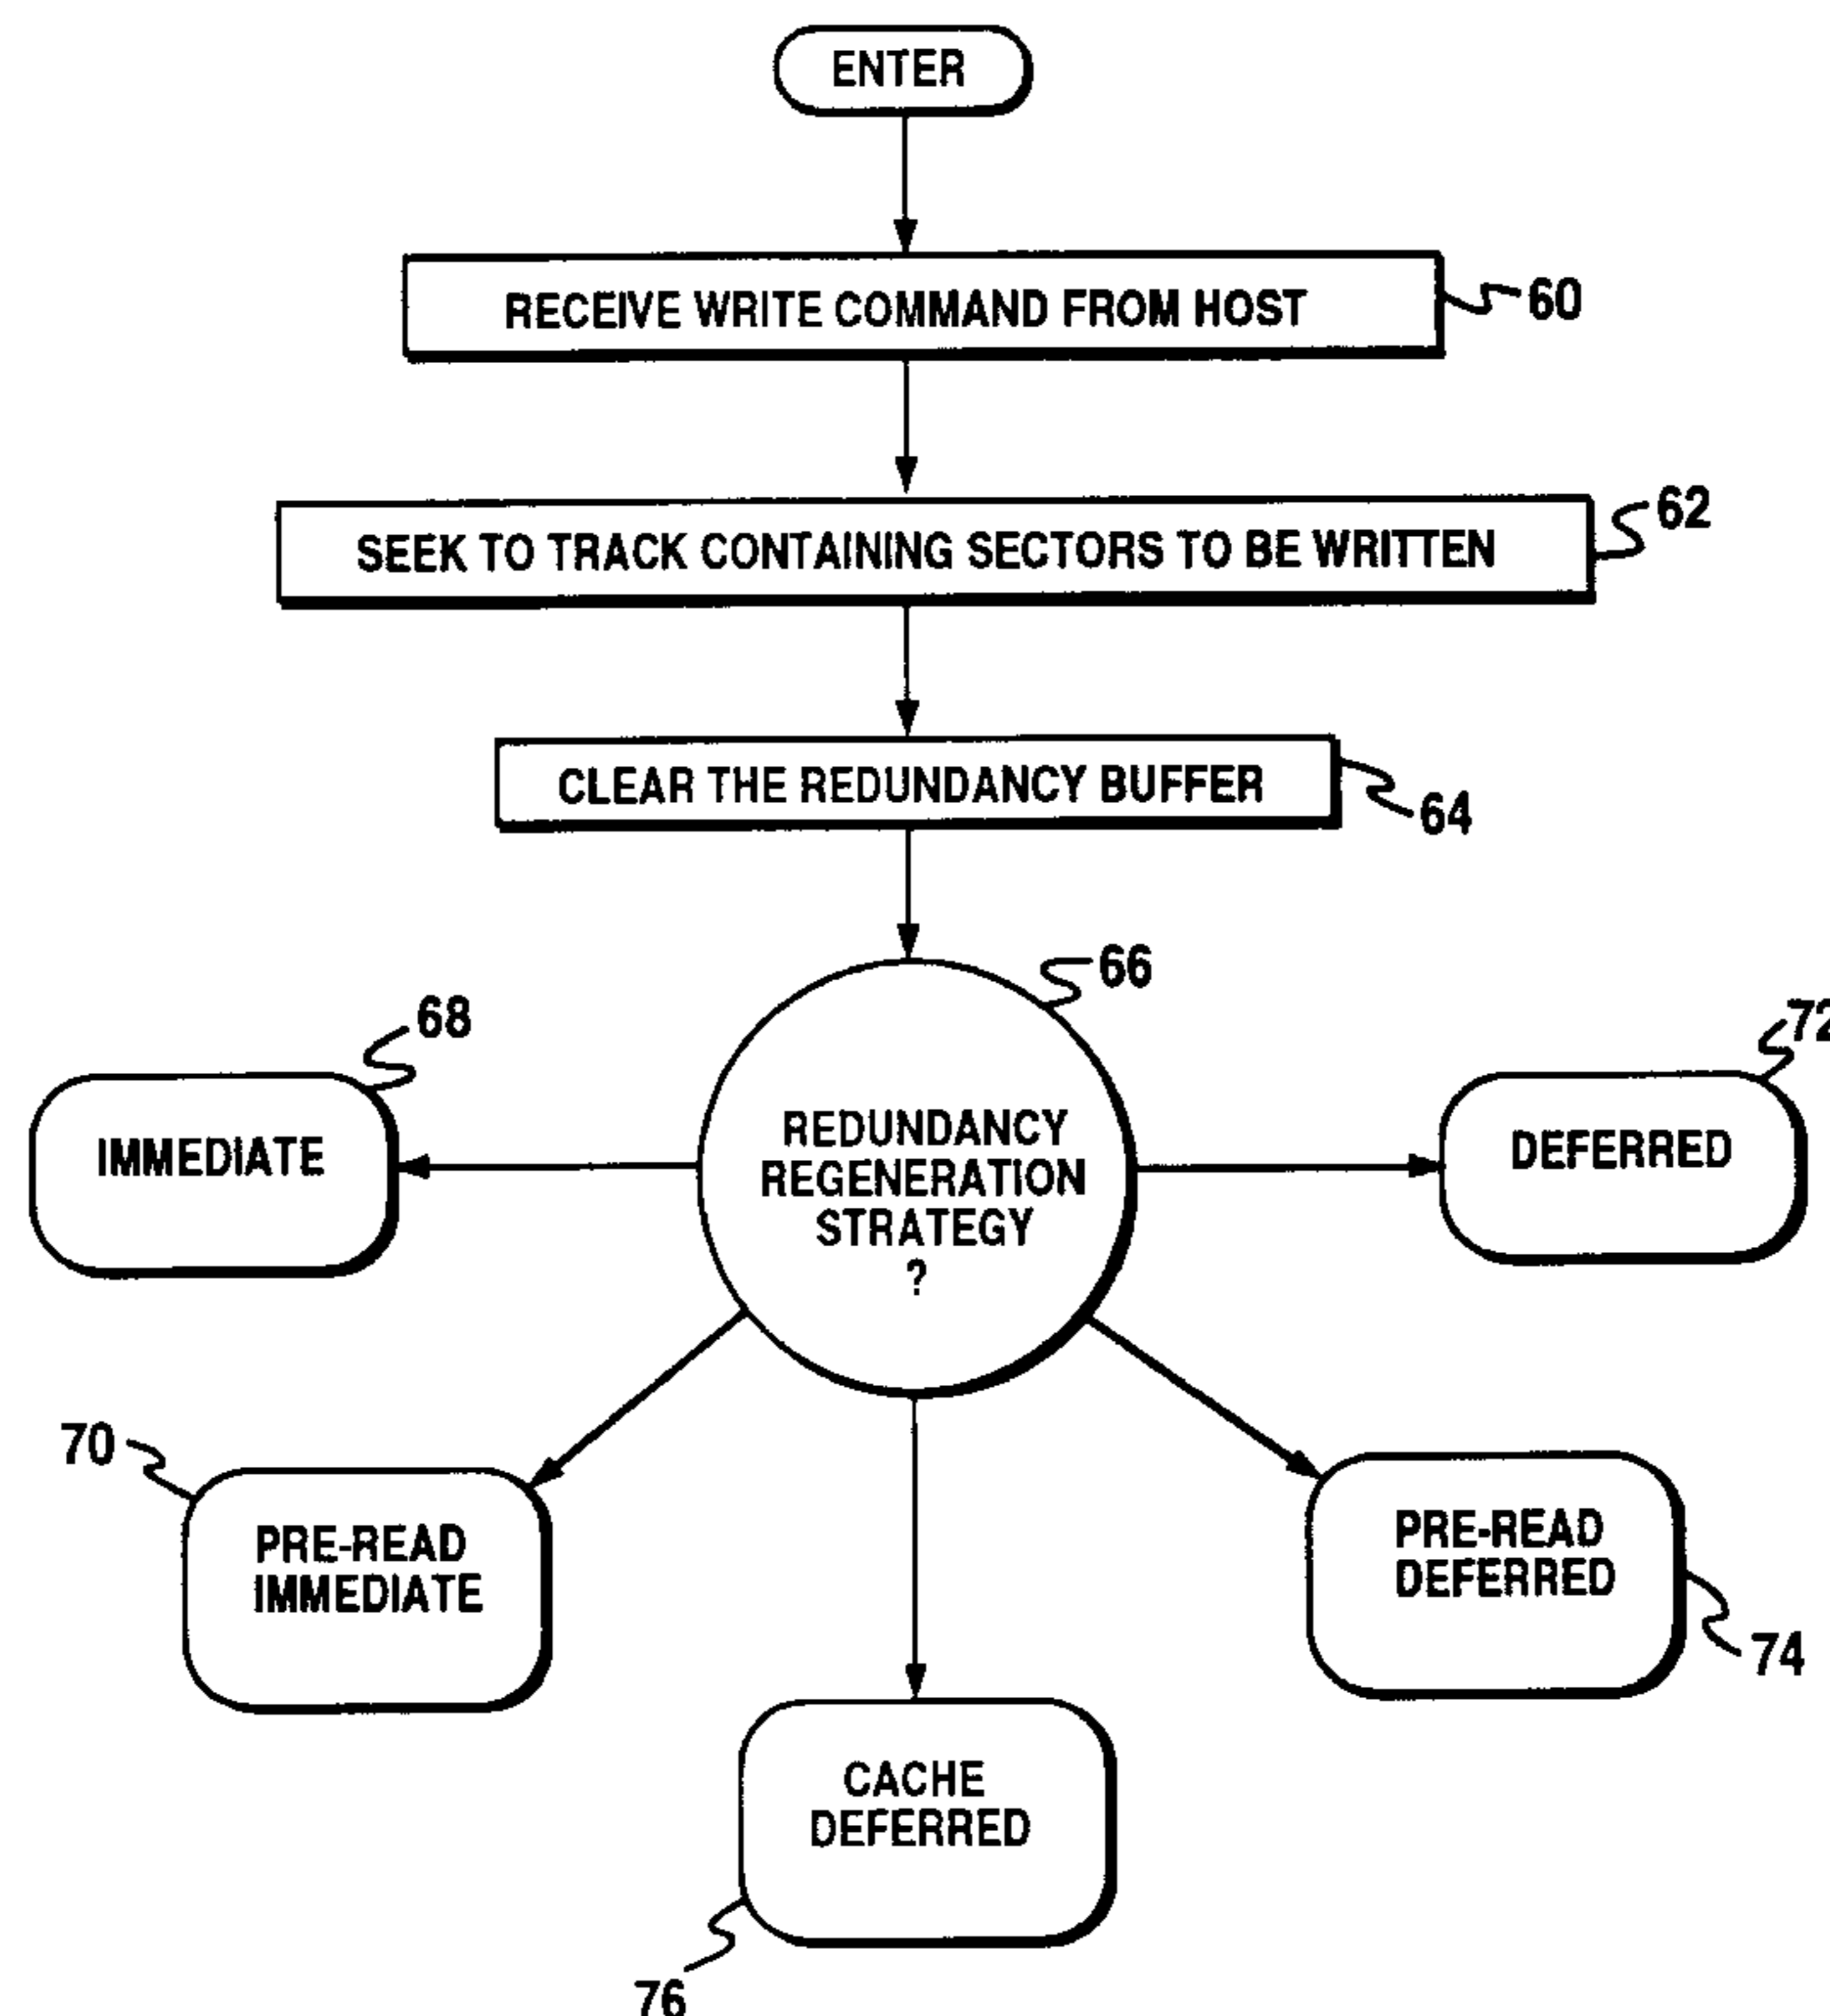 ENTER
RECEIVE WRITE COMMAND FROM HOST
60
SEEK TO TRACK CONTAINING SECTORS TO BE WRITTEN
62
CLEAR THE REDUNDANCY BUFFER
64
66
68
72
IMMEDIATE
REDUNDANCY
REGENERATION
STRATEGY
?
DEFERRED
70
PRE-READ
IMMEDIATE
PRE-READ
DEFERRED
74
CACHE
DEFERRED
76